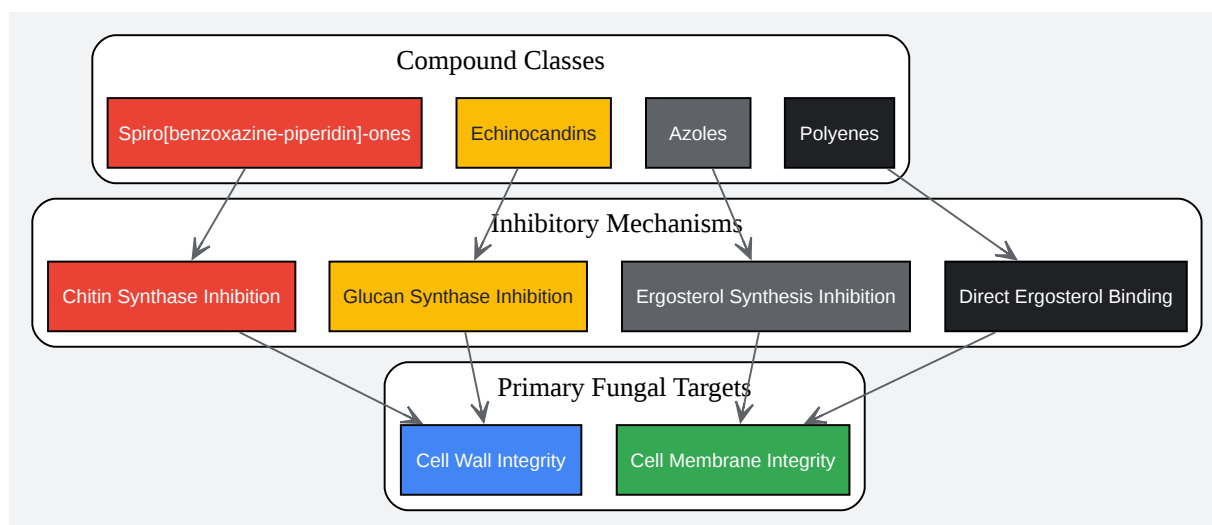 Compound Classes
Spiro[benzoxazine-piperidin]-ones
Echinocandins
Azoles
Polyenes
Inhibitory Mechanisms
Chitin Synthase Inhibition
Glucan Synthase Inhibition
Ergosterol Synthesis Inhibition
Direct Ergosterol Binding
Primary Fungal Targets
Cell Wall Integrity
Cell Membrane Integrity